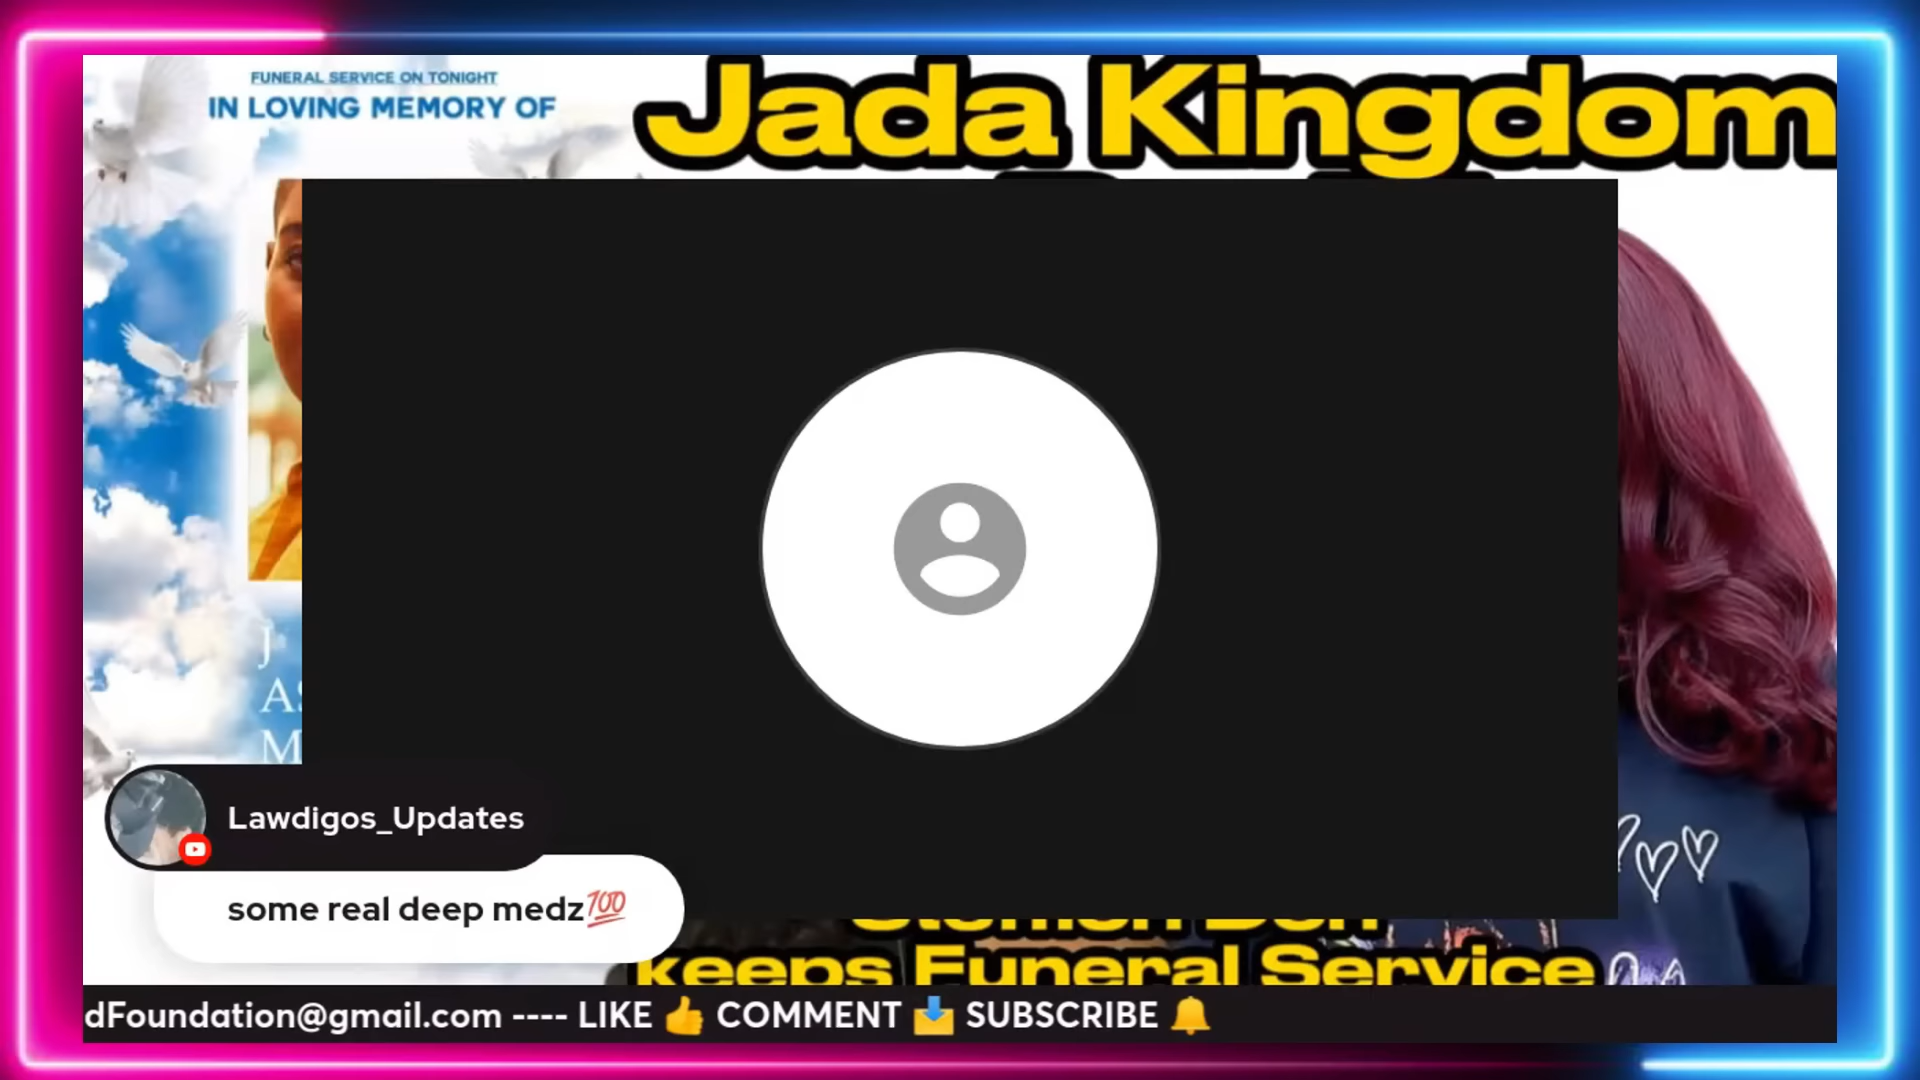 FUNERAL SERVICE ON TONIGHT
IN LOVING MEMORY OF
Jada Kingdom
J
M
Lawdigos_Updates
some real deep medz💯
keeps Funeral Service
dFoundation@gmail.com ---- LIKE 👍 COMMENT 📥 SUBSCRIBE 🔔